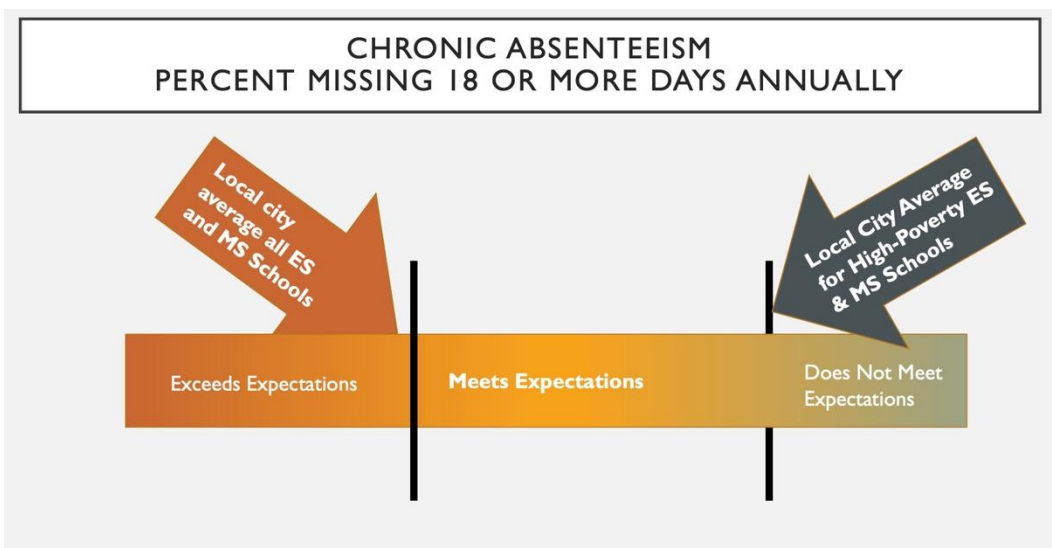 CHRONIC ABSENTEEISM
PERCENT MISSING 18 OR MORE DAYS ANNUALLY
Local city
average all ES
and MS Schools
Local City Average
for High-Poverty ES
& MS Schools
Exceeds Expectations
Meets Expectations
Does Not Meet
Expectations